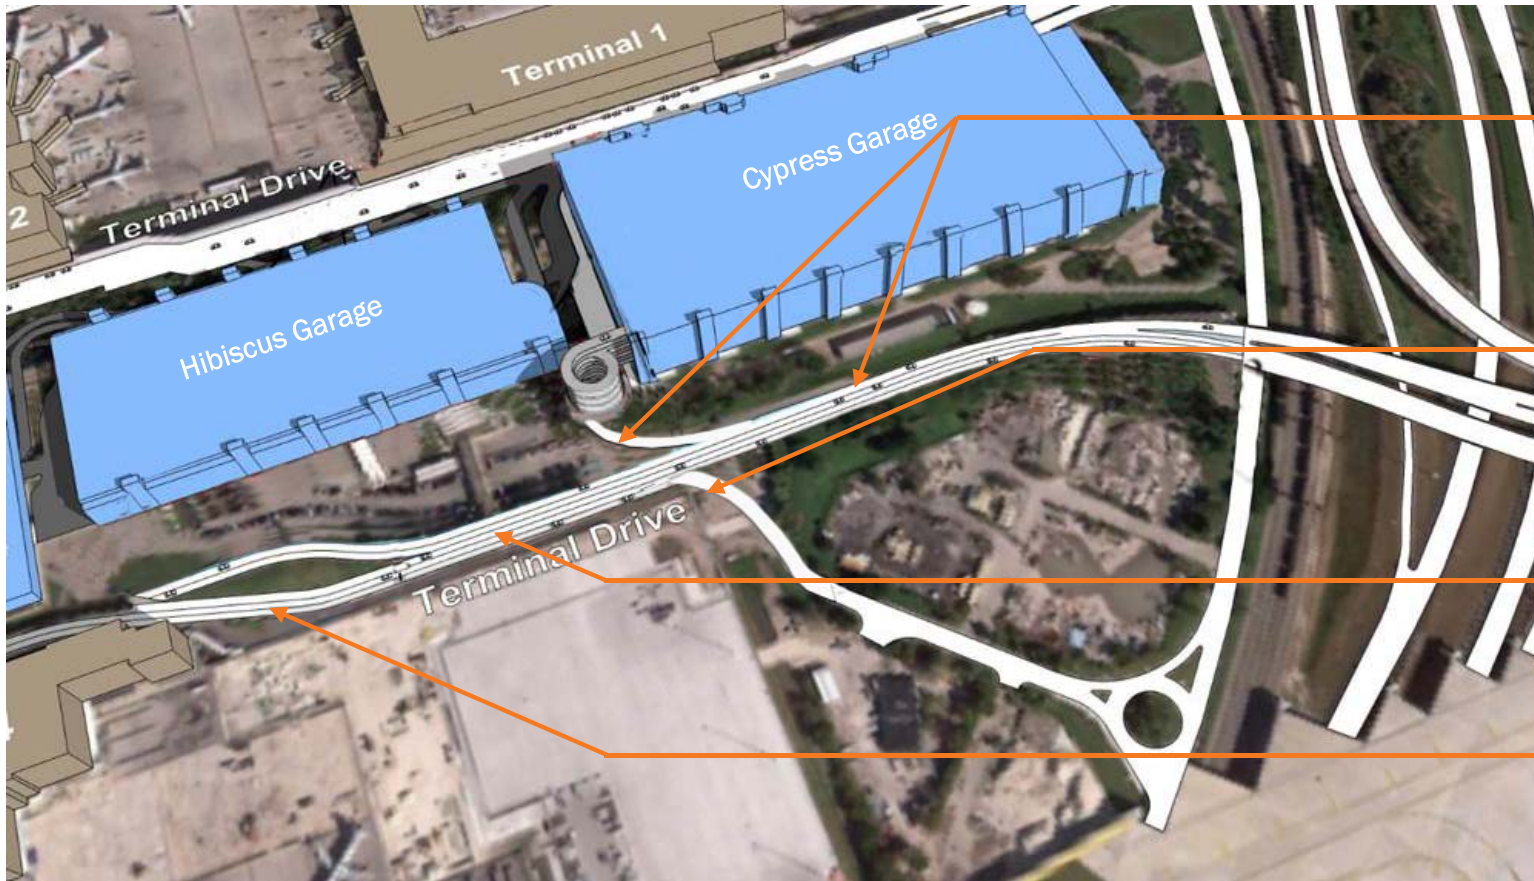 Terminal 1
Cypress Garage
Terminal Drive
2
Hibiscus Garage
Terminal Drive